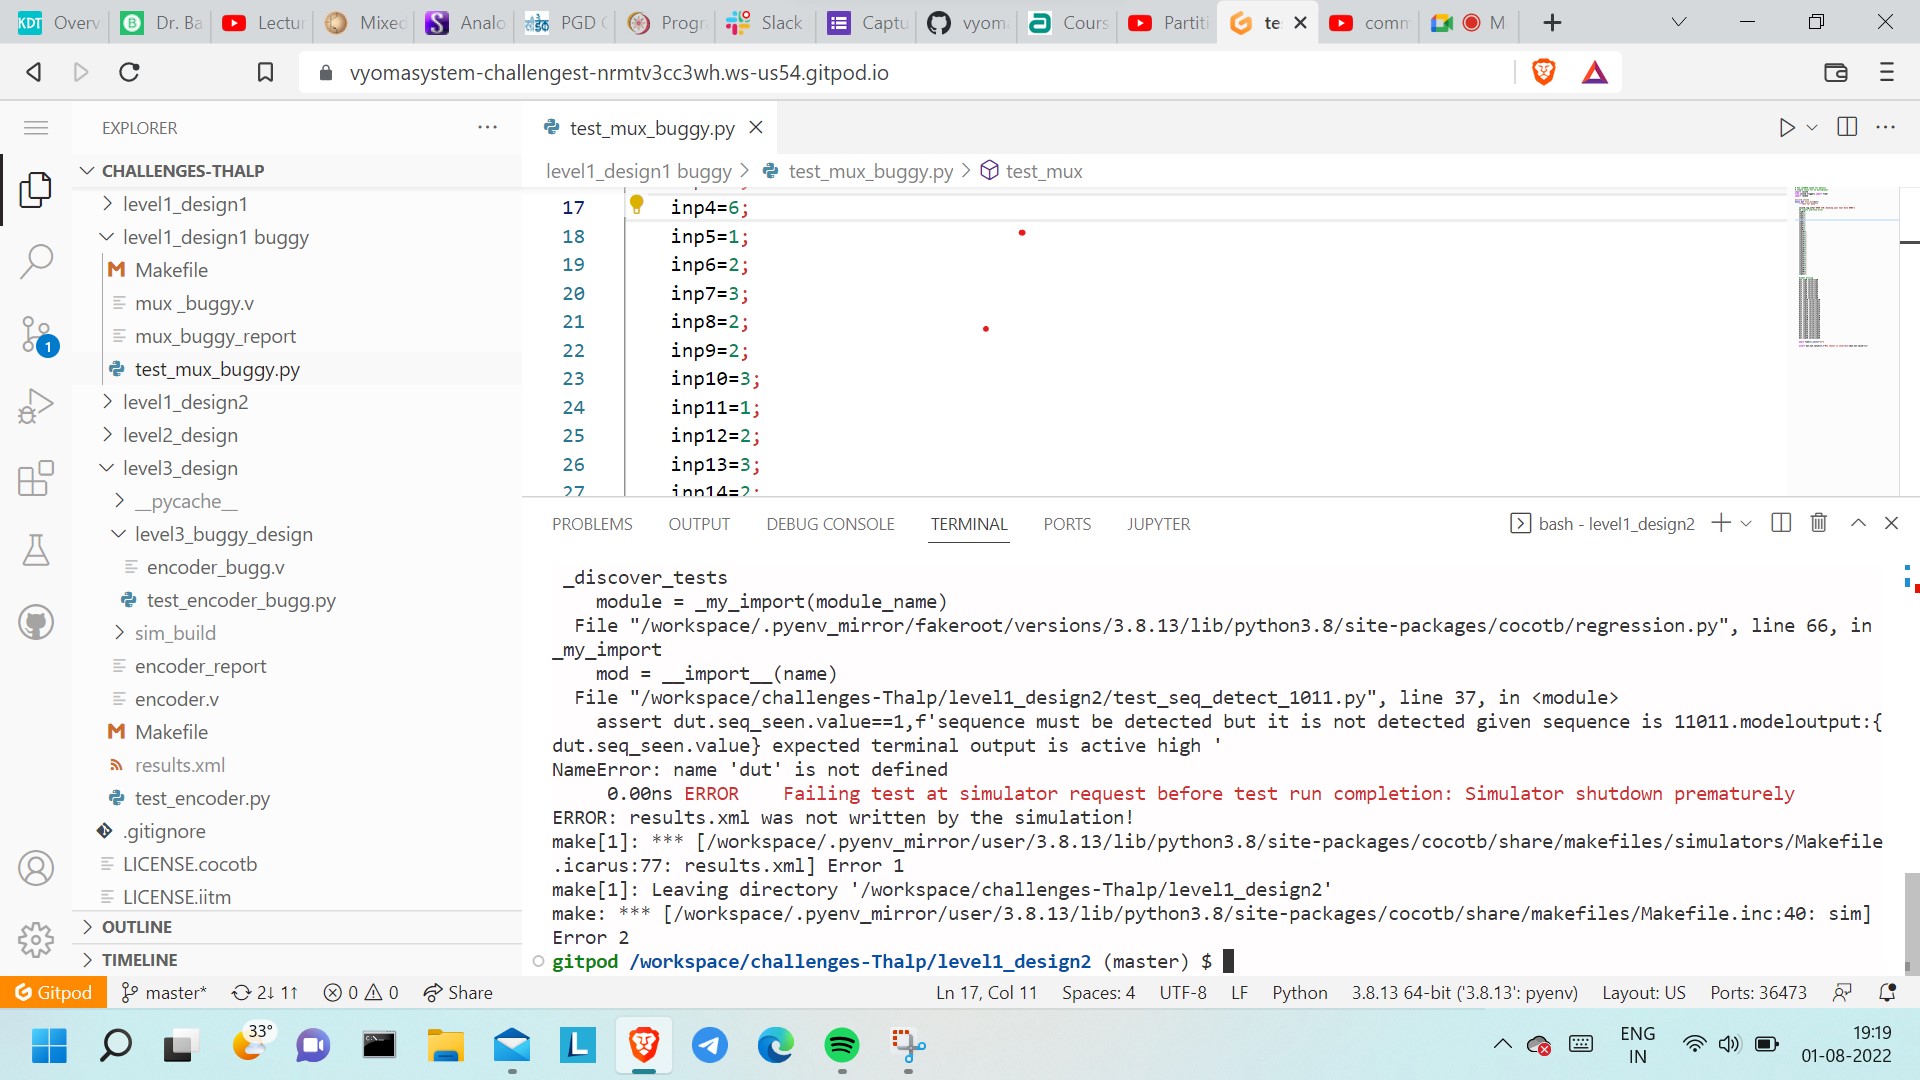 Overv
Dr. Ba
Lectur
Mixed
Analo
PGD C
Progr
Slack
Captu
vyom
Cours
Partiti
te
comm
M
vyomasystem-challengest-nrmtv3cc3wh.ws-us54.gitpod.io
EXPLORER
CHALLENGES-THALP
level1_design1
level1_design1 buggy
Makefile
mux _buggy.v
mux_buggy_report
test_mux_buggy.py
level1_design2
level2_design
level3_design
__pycache__
level3_buggy_design
encoder_bugg.v
test_encoder_bugg.py
sim_build
encoder_report
encoder.v
Makefile
results.xml
test_encoder.py
.gitignore
LICENSE.cocotb
LICENSE.iitm
OUTLINE
TIMELINE
test_mux_buggy.py
level1_design1 buggy > test_mux_buggy.py > test_mux
17 inp4=6;
18 inp5=1;
19 inp6=2;
20 inp7=3;
21 inp8=2;
22 inp9=2;
23 inp10=3;
24 inp11=1;
25 inp12=2;
26 inp13=3;
27 inp14=2;
PROBLEMS OUTPUT DEBUG CONSOLE TERMINAL PORTS JUPYTER
bash - level1_design2
_discover_tests
module = _my_import(module_name)
File "/workspace/.pyenv_mirror/fakeroot/versions/3.8.13/lib/python3.8/site-packages/cocotb/regression.py", line 66, in
_my_import
mod = __import__(name)
File "/workspace/challenges-Thalp/level1_design2/test_seq_detect_1011.py", line 37, in <module>
assert dut.seq_seen.value==1,f'sequence must be detected but it is not detected given sequence is 11011.modeloutput:{
dut.seq_seen.value} expected terminal output is active high '
NameError: name 'dut' is not defined
0.00ns ERROR    Failing test at simulator request before test run completion: Simulator shutdown prematurely
ERROR: results.xml was not written by the simulation!
make[1]: *** [/workspace/.pyenv_mirror/user/3.8.13/lib/python3.8/site-packages/cocotb/share/makefiles/simulators/Makefile
.icarus:77: results.xml] Error 1
make[1]: Leaving directory '/workspace/challenges-Thalp/level1_design2'
make: *** [/workspace/.pyenv_mirror/user/3.8.13/lib/python3.8/site-packages/cocotb/share/makefiles/Makefile.inc:40: sim]
Error 2
gitpod /workspace/challenges-Thalp/level1_design2 (master) $
Gitpod master* 2↓ 1↑ 0 0 Share
Ln 17, Col 11 Spaces: 4 UTF-8 LF Python 3.8.13 64-bit ('3.8.13': pyenv) Layout: US Ports: 36473
33°
ENG
IN
19:19
01-08-2022